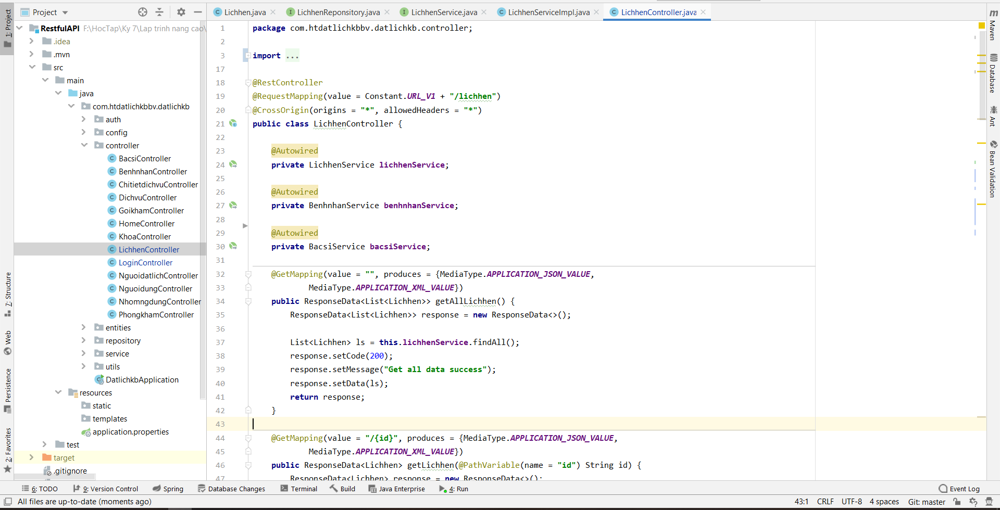 Project
Lichhen.java
LichhenReponsitory.java
LichhenService.java
LichhenServiceImpl.java
LichhenController.java
1: Project
7: Structure
Web
Persistence
2: Favorites
RestfulAPI F:\HocTap\Ky 7\Lap trinh nang cao\
.idea
.mvn
src
main
java
com.htdatlichkbbv.datlichkb
auth
config
controller
BacsiController
BenhnhanController
ChitietdichvuController
DichvuController
GoikhamController
HomeController
KhoaController
LichhenController
LoginController
NguoidatlichController
NguoidungController
NhomngdungController
PhongkhamController
entities
repository
service
utils
DatlichkbApplication
resources
static
templates
application.properties
test
target
.gitignore
1 package com.htdatlichkbbv.datlichkb.controller;
2
3 import ...
17
18 @RestController
19 @RequestMapping(value = Constant.URL_V1 + "/lichhen")
20 @CrossOrigin(origins = "*", allowedHeaders = "*")
21 public class LichhenController {
22
23 @Autowired
24 private LichhenService lichhenService;
25
26 @Autowired
27 private BenhnhanService benhnhanService;
28
29 @Autowired
30 private BacsiService bacsiService;
31
32 @GetMapping(value = "", produces = {MediaType.APPLICATION_JSON_VALUE,
33 MediaType.APPLICATION_XML_VALUE})
34 public ResponseData<List<Lichhen>> getAllLichhen() {
35 ResponseData<List<Lichhen>> response = new ResponseData<>();
36
37 List<Lichhen> ls = this.lichhenService.findAll();
38 response.setCode(200);
39 response.setMessage("Get all data success");
40 response.setData(ls);
41 return response;
42 }
43
44 @GetMapping(value = "/{id}", produces = {MediaType.APPLICATION_JSON_VALUE,
45 MediaType.APPLICATION_XML_VALUE})
46 public ResponseData<Lichhen> getLichhen(@PathVariable(name = "id") String id) {
47 ResponseData<Lichhen> response = new ResponseData<>();
m Maven
Database
Ant
Bean Validation
6: TODO
9: Version Control
Spring
Database Changes
Terminal
Build
Java Enterprise
4: Run
Event Log
All files are up-to-date (moments ago)
43:1 CRLF UTF-8 4 spaces Git: master